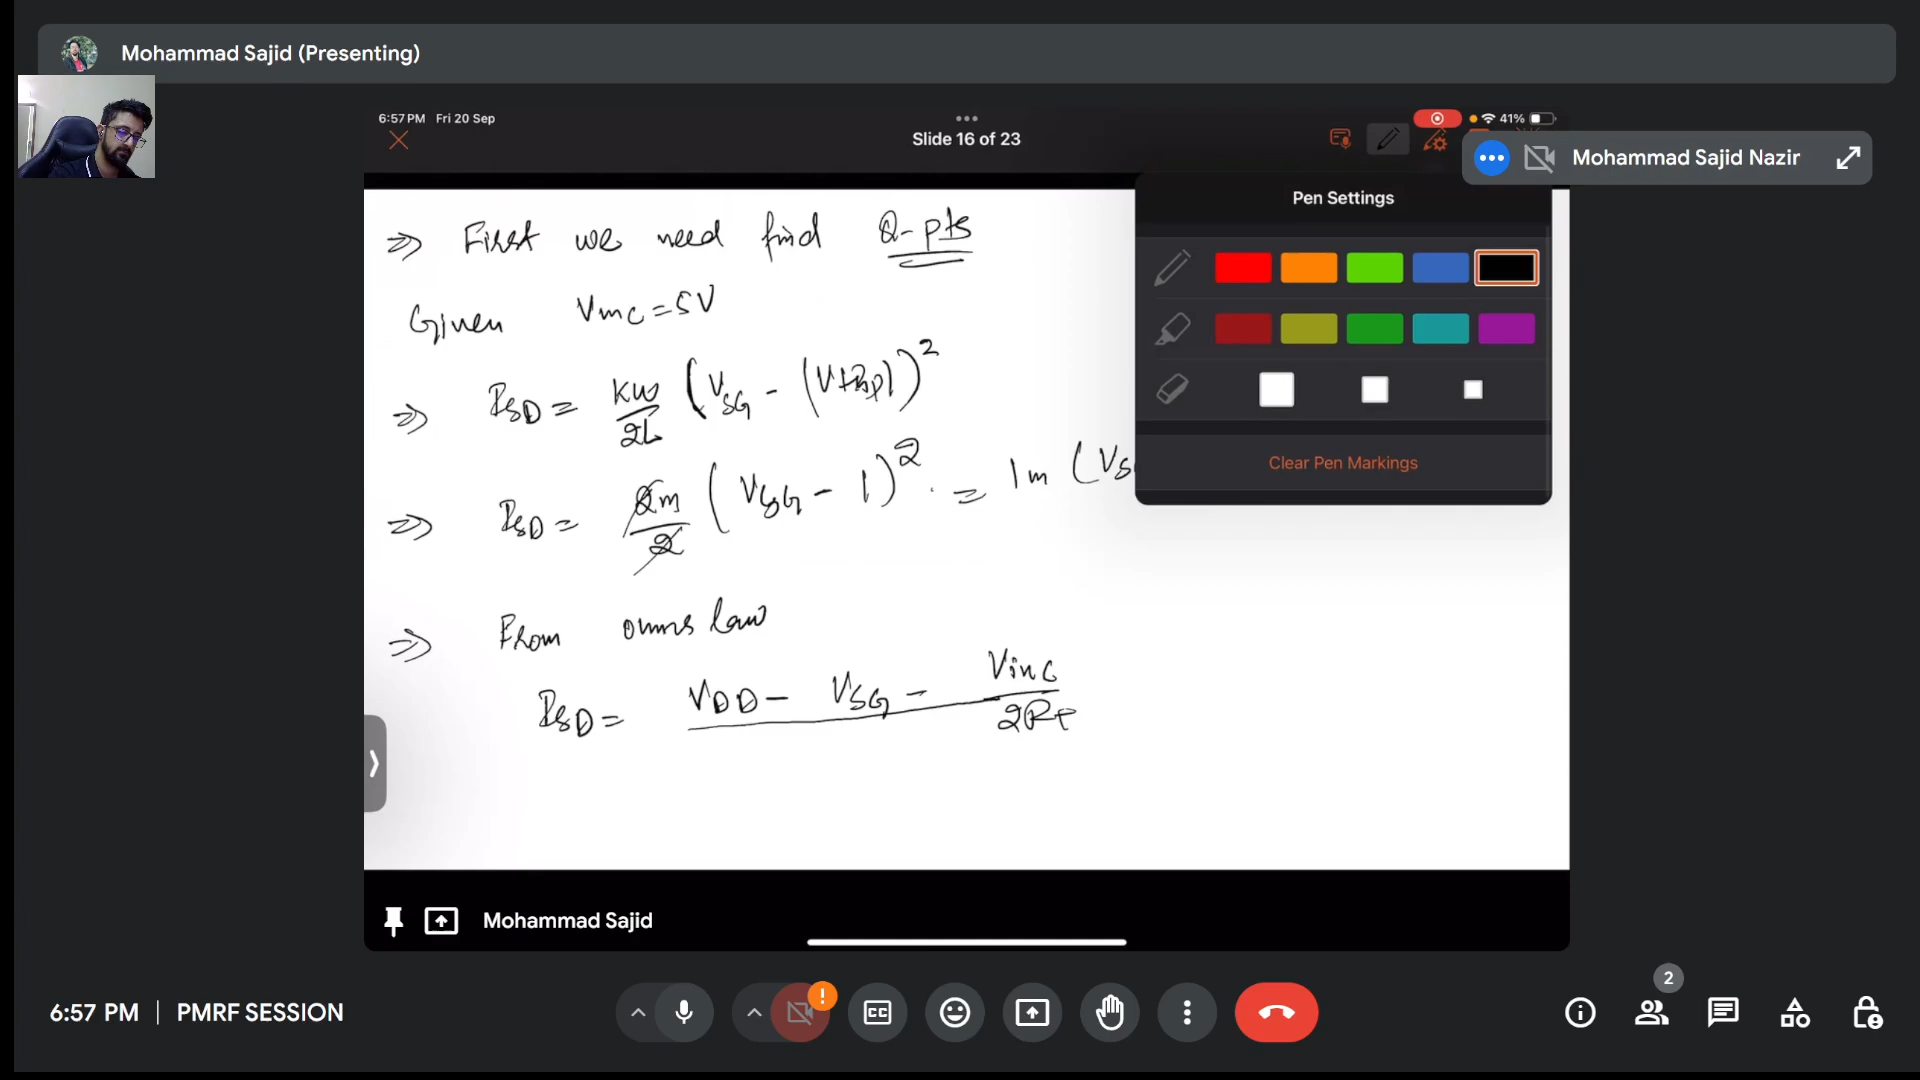 Mohammad Sajid (Presenting)
6:57 PM Fri 20 Sep
Slide 16 of 23
41%
Mohammad Sajid Nazir
Pen Settings
Clear Pen Markings
⇒ First we need find Q-pts
Given VinC = 5V
⇒ ISD = KW/2L (VSG - |VTHP|)²
⇒ ISD = 2m/2 (VSG - 1)² = 1m (VS
⇒ From ohms law
ISD = VDD - VSG - VinC / 2RF
Mohammad Sajid
6:57 PM | PMRF SESSION
CC
!
2